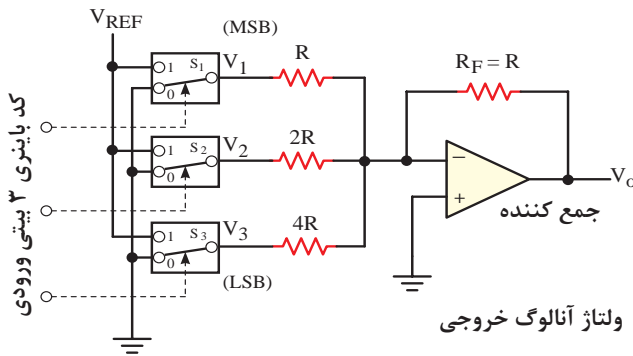 V_REF
(MSB)
1
0
S1
V1
R
R_F = R
1
0
S2
V2
2R
−
+
V_o
جمع کننده
1
0
S3
V3
4R
(LSB)
کد باینری ۳ بیتی ورودی
ولتاژ آنالوگ خروجی